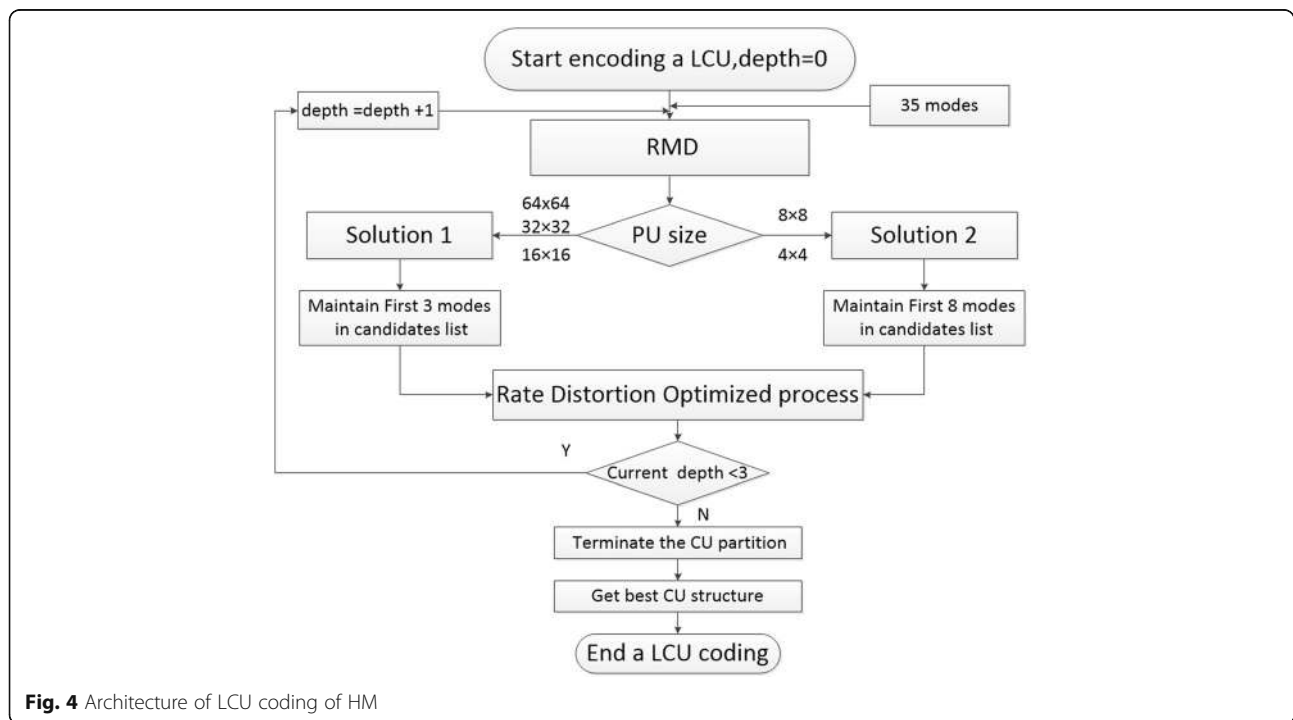 Start encoding a LCU,depth=0
depth =depth +1
35 modes
RMD
64x64
32×32
16×16
PU size
8×8
4×4
Solution 1
Solution 2
Maintain First 3 modes
in candidates list
Maintain First 8 modes
in candidates list
Rate Distortion Optimized process
Y
Current depth <3
N
Terminate the CU partition
Get best CU structure
End a LCU coding
Fig. 4 Architecture of LCU coding of HM